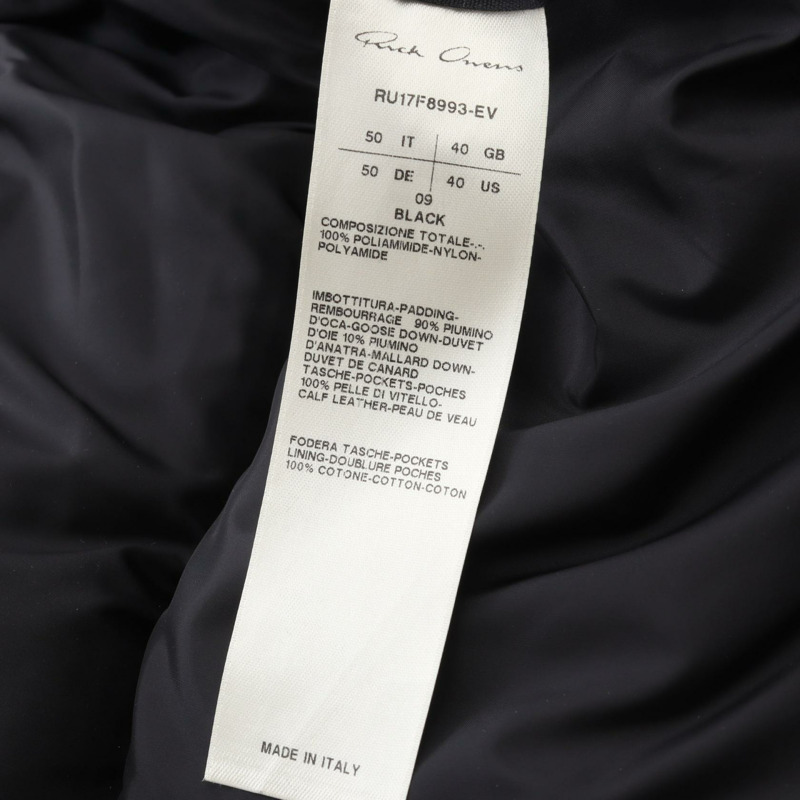 Rick Owens
RU17F8993-EV
50 IT 40 GB
50 DE 40 US
09
BLACK
COMPOSIZIONE TOTALE-.-.
100% POLIAMMIDE-NYLON-
POLYAMIDE
IMBOTTITURA-PADDING-
REMBOURRAGE 90% PIUMINO
D'OCA-GOOSE DOWN-DUVET
D'OIE 10% PIUMINO
D'ANATRA-MALLARD DOWN-
DUVET DE CANARD
TASCHE-POCKETS-POCHES
100% PELLE DI VITELLO-
CALF LEATHER-PEAU DE VEAU
FODERA TASCHE-POCKETS
LINING-DOUBLURE POCHES
100% COTONE-COTTON-COTON
MADE IN ITALY